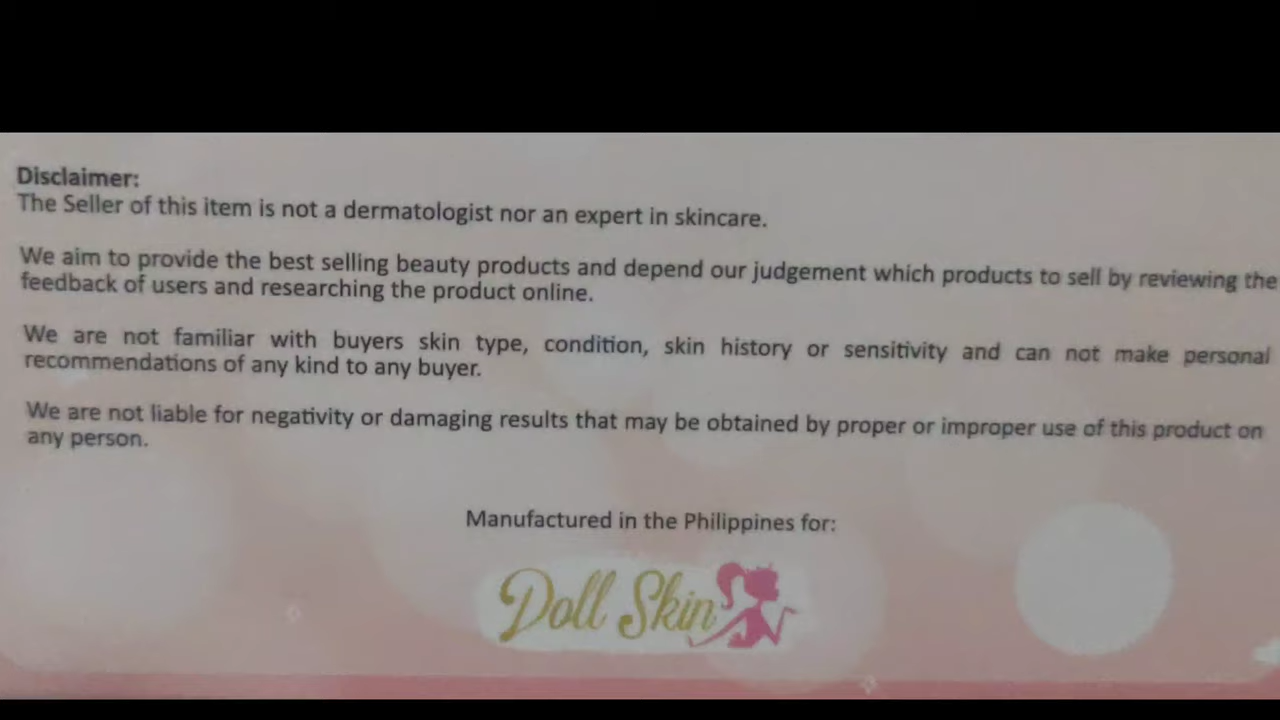 Disclaimer:
The Seller of this item is not a dermatologist nor an expert in skincare.
We aim to provide the best selling beauty products and depend our judgement which products to sell by reviewing the
feedback of users and researching the product online.
We are not familiar with buyers skin type, condition, skin history or sensitivity and can not make personal
recommendations of any kind to any buyer.
We are not liable for negativity or damaging results that may be obtained by proper or improper use of this product on
any person.
Manufactured in the Philippines for:
Doll Skin